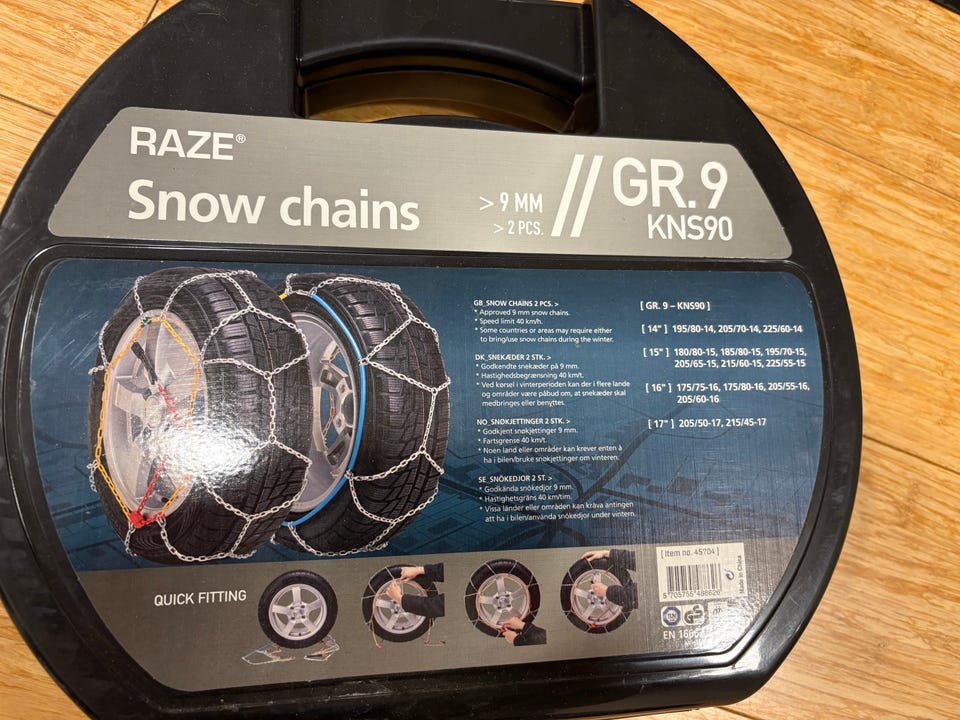 RAZE®
Snow chains
> 9 MM
> 2 PCS.
// GR.9
KNS90
GB_SNOW CHAINS 2 PCS. >
* Approved 9 mm snow chains.
* Speed limit 40 km/h.
* Some countries or areas may require either
to bring/use snow chains during the winter.
DK_SNEKÆDER 2 STK. >
* Godkendte snekæder på 9 mm.
* Hastighedsbegrænsning 40 km/t.
* Ved kørsel i vinterperioden kan der i flere lande
og områder være påbud om, at snekæder skal
medbringes eller benyttes.
NO_SNØKJETTINGER 2 STK. >
* Godkjent snøkjettinger 9 mm.
* Fartsgrense 40 km/t.
* Noen land eller områder kan krever enten å
ha i bilen/bruke snøkjettinger om vinteren.
SE_SNÖKEDJOR 2 ST. >
* Godkända snökedjor 9 mm.
* Hastighetsgräns 40 km/tim.
* Vissa länder eller områden kan kräva antingen
att ha i bilen/använda snökedjor under vintern.
[ GR. 9 – KNS90 ]
[ 14" ] 195/80-14, 205/70-14, 225/60-14
[ 15" ] 180/80-15, 185/80-15, 195/70-15,
205/65-15, 215/60-15, 225/55-15
[ 16" ] 175/75-16, 175/80-16, 205/55-16,
205/60-16
[ 17" ] 205/50-17, 215/45-17
QUICK FITTING
[ Item no. 45704 ]
5 705755 486626
Made in China
TÜV
GS
EN